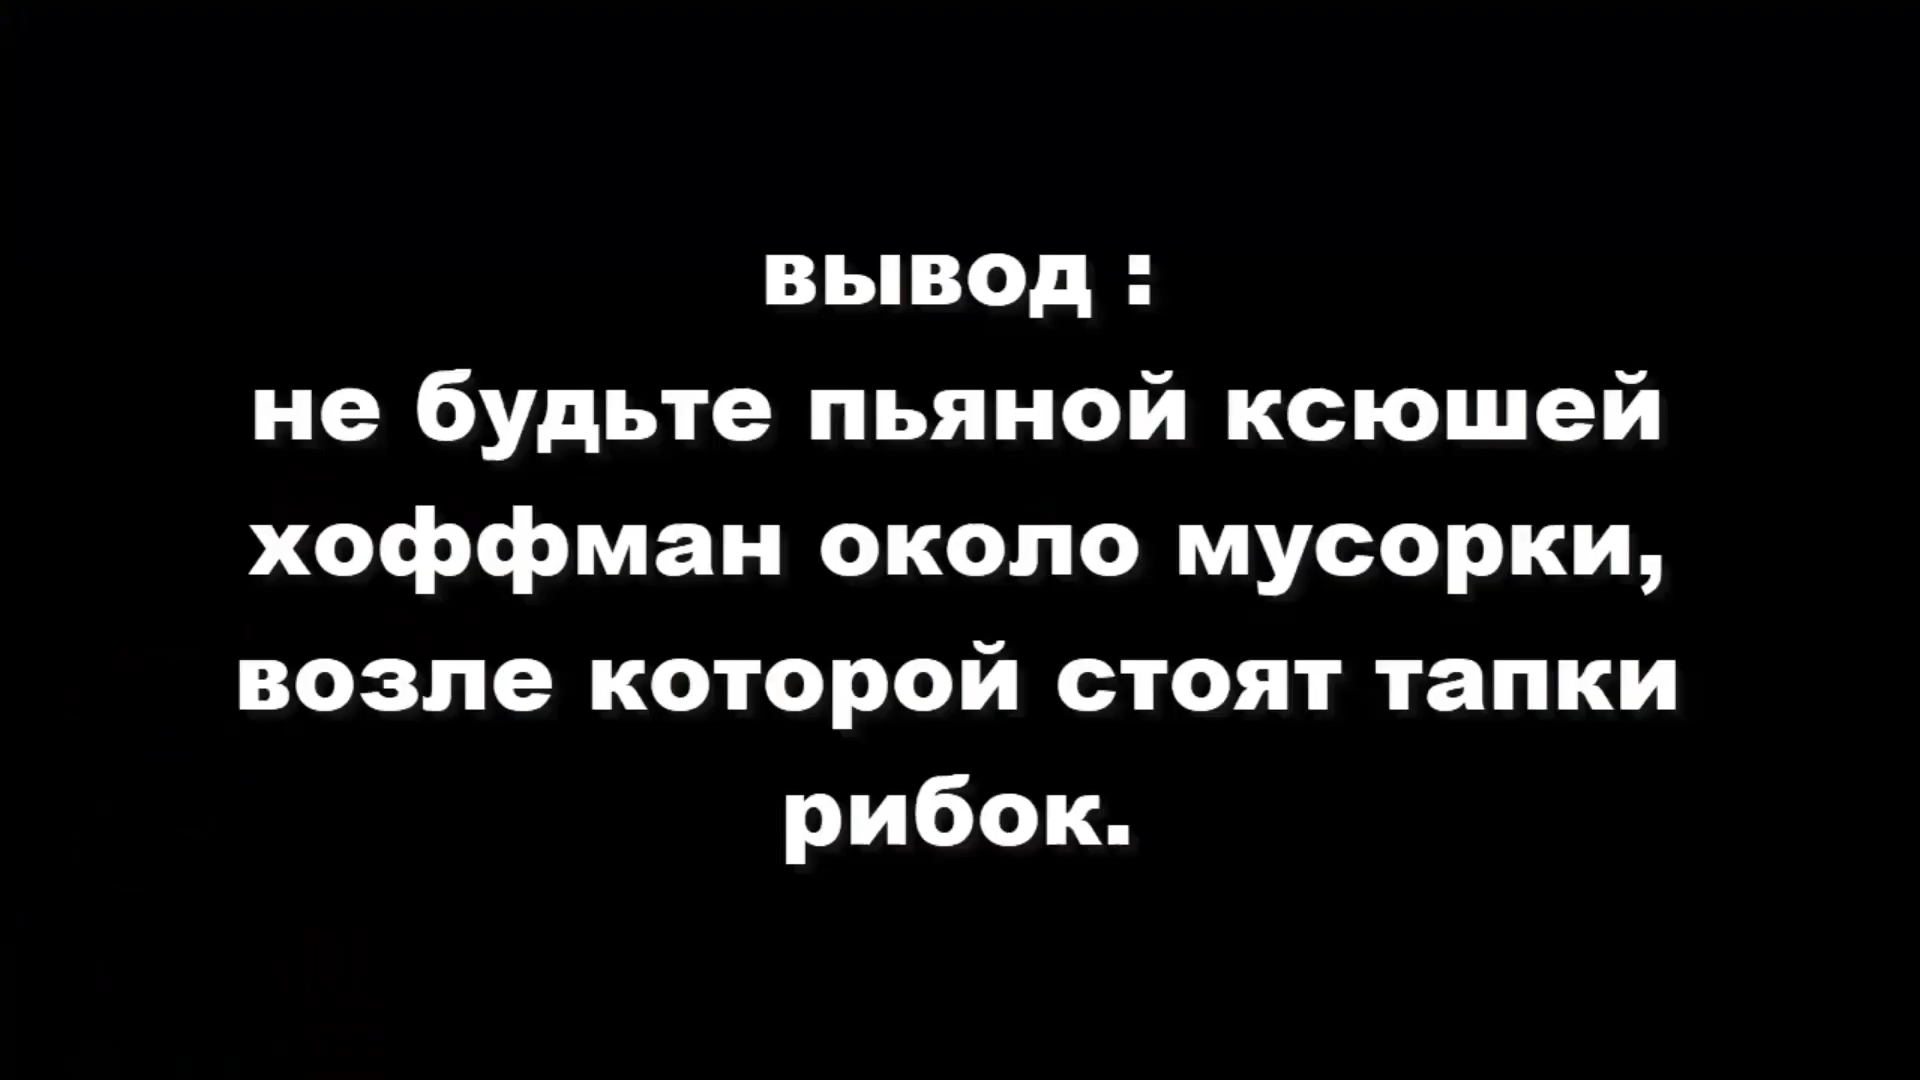 вывод :
не будьте пьяной ксюшей
хоффман около мусорки,
возле которой стоят тапки
рибок.